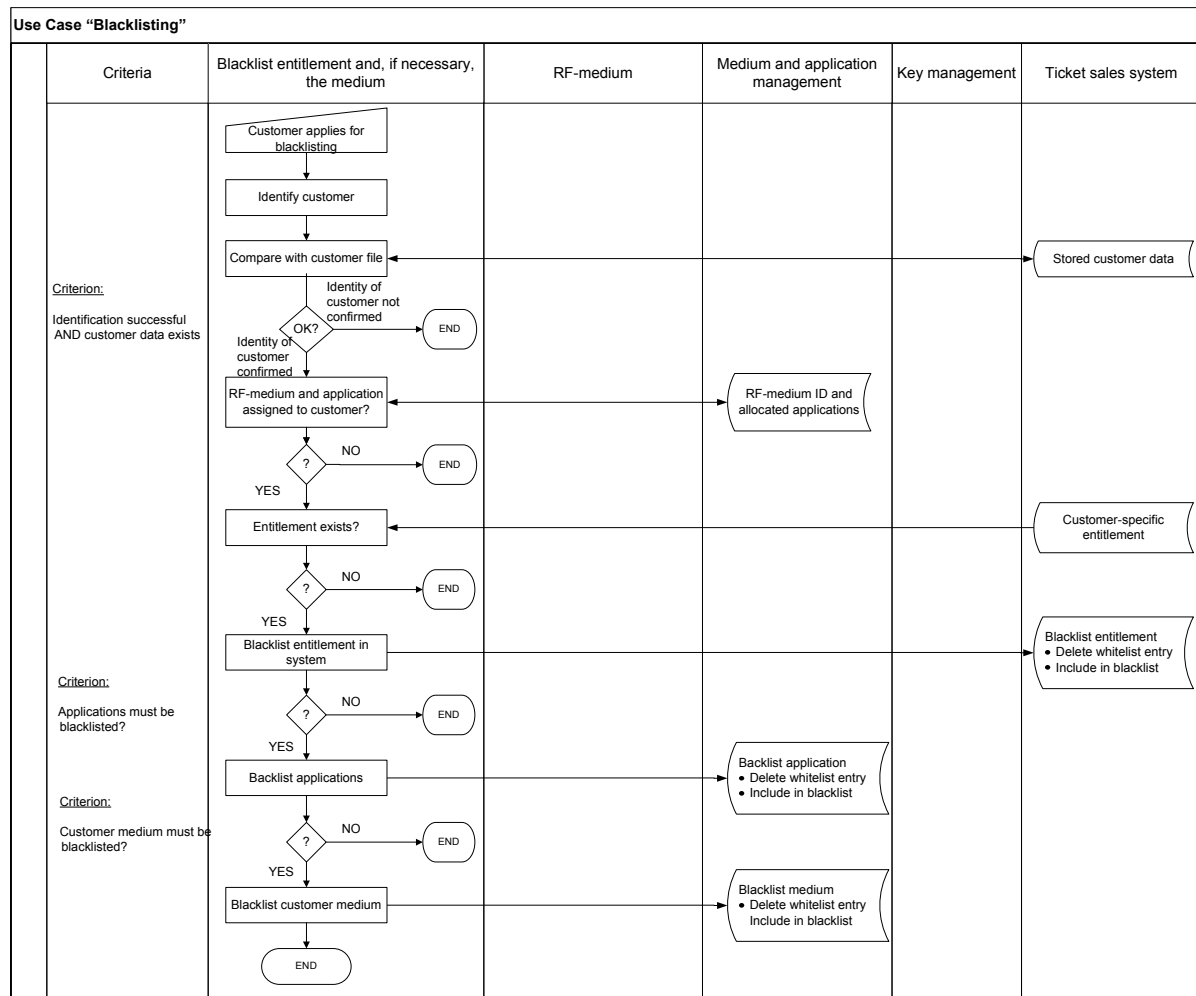 Use Case “Blacklisting”
Criteria
Blacklist entitlement and, if necessary,
the medium
RF-medium
Medium and application
management
Key management
Ticket sales system
Customer applies for
blacklisting
Identify customer
Compare with customer file
Stored customer data
Criterion:
Identification successful
AND customer data exists
Identity of
customer not
confirmed
OK?
END
Identity of
customer
confirmed
RF-medium and application
assigned to customer?
RF-medium ID and
allocated applications
?
NO
END
YES
Entitlement exists?
Customer-specific
entitlement
?
NO
END
YES
Blacklist entitlement in
system
Blacklist entitlement
• Delete whitelist entry
• Include in blacklist
Criterion:
Applications must be
blacklisted?
?
NO
END
YES
Backlist applications
Backlist application
• Delete whitelist entry
• Include in blacklist
Criterion:
Customer medium must be
blacklisted?
?
NO
END
YES
Blacklist customer medium
Blacklist medium
• Delete whitelist entry
Include in blacklist
END